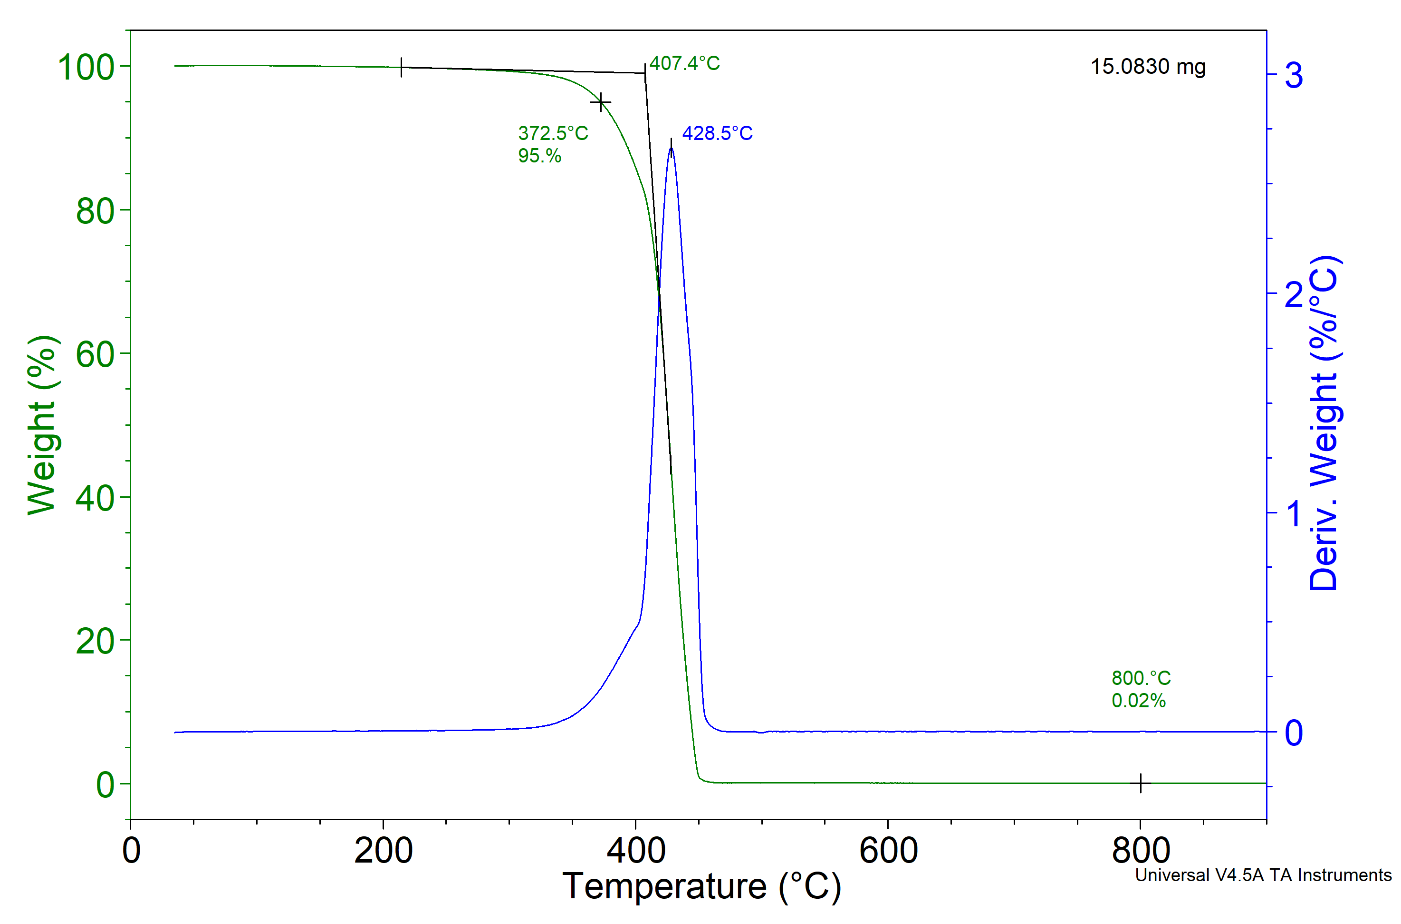 407.4°C
15.0830 mg
372.5°C
95.%
428.5°C
800.°C
0.02%
100
80
60
40
20
0
Weight (%)
3
2
1
0
Deriv. Weight (%/°C)
0
200
400
600
800
Temperature (°C)
Universal V4.5A TA Instruments